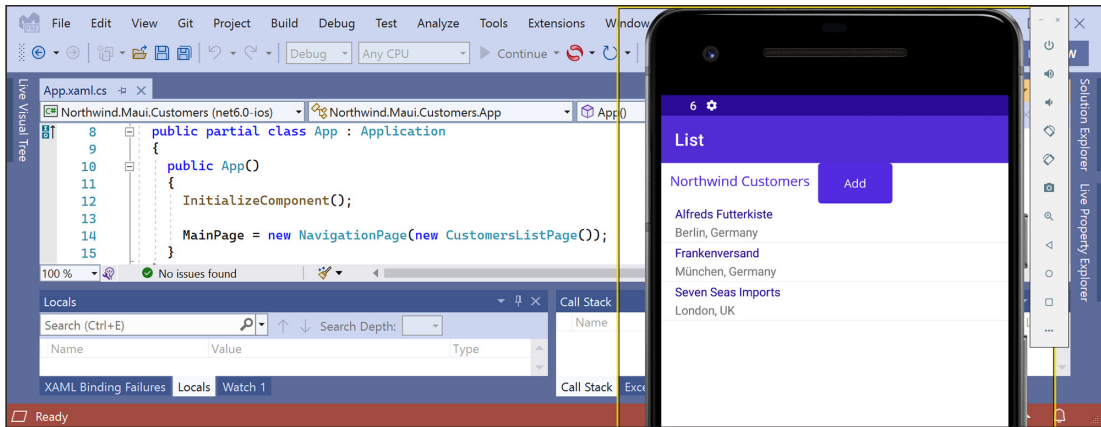 File Edit View Git Project Build Debug Test Analyze Tools Extensions Window
Debug Any CPU Continue
App.xaml.cs
C# Northwind.Maui.Customers (net6.0-ios) Northwind.Maui.Customers.App App()
8 public partial class App : Application
9 {
10 public App()
11 {
12 InitializeComponent();
13
14 MainPage = new NavigationPage(new CustomersListPage());
15 }
100 % No issues found
Locals
Search (Ctrl+E) Search Depth:
Name Value Type
XAML Binding Failures Locals Watch 1
Call Stack
Name
Call Stack Exce
Ready
Live Visual Tree
6
List
Northwind Customers Add
Alfreds Futterkiste
Berlin, Germany
Frankenversand
München, Germany
Seven Seas Imports
London, UK
Solution Explorer
Live Property Explorer